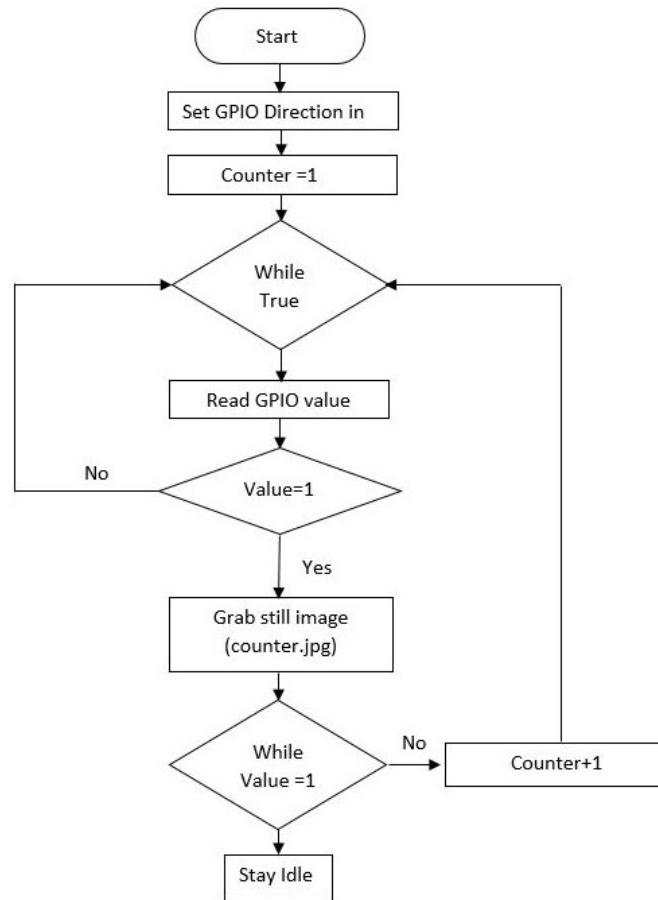 Start
Set GPIO Direction in
Counter =1
While
True
Read GPIO value
No
Value=1
Yes
Grab still image
(counter.jpg)
While
Value =1
No
Counter+1
Stay Idle